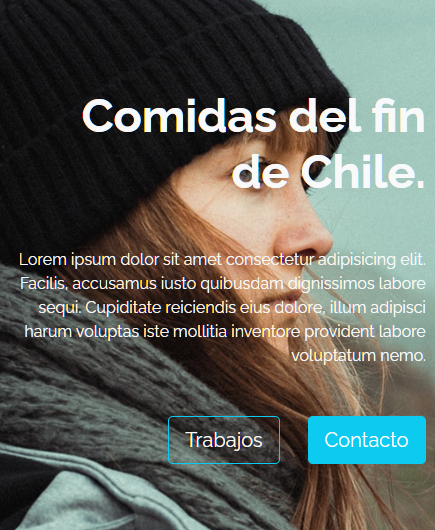 Comidas del fin
de Chile.
Lorem ipsum dolor sit amet consectetur adipisicing elit.
Facilis, accusamus iusto quibusdam dignissimos labore
sequi. Cupiditate reiciendis eius dolore, illum adipisci
harum voluptas iste mollitia inventore provident labore
voluptatum nemo.
Trabajos Contacto